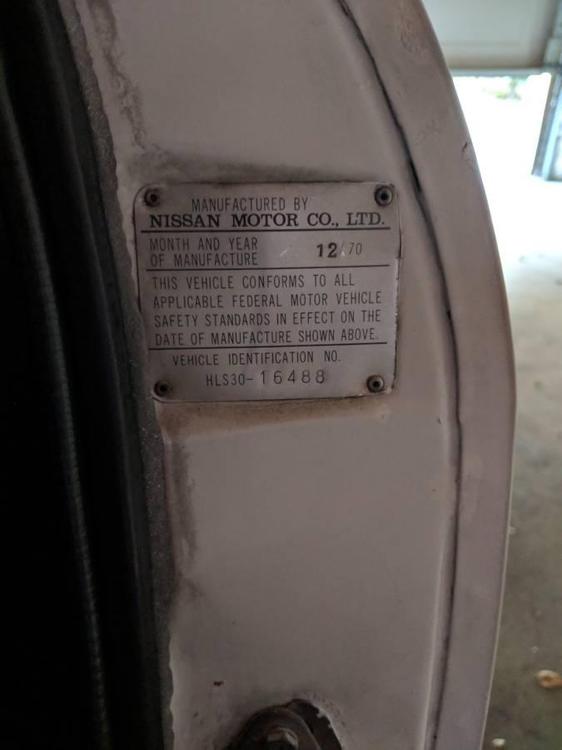 MANUFACTURED BY
NISSAN MOTOR CO., LTD.
MONTH AND YEAR
OF MANUFACTURE 12/70
THIS VEHICLE CONFORMS TO ALL
APPLICABLE FEDERAL MOTOR VEHICLE
SAFETY STANDARDS IN EFFECT ON THE
DATE OF MANUFACTURE SHOWN ABOVE.
VEHICLE IDENTIFICATION NO.
HLS30-16488